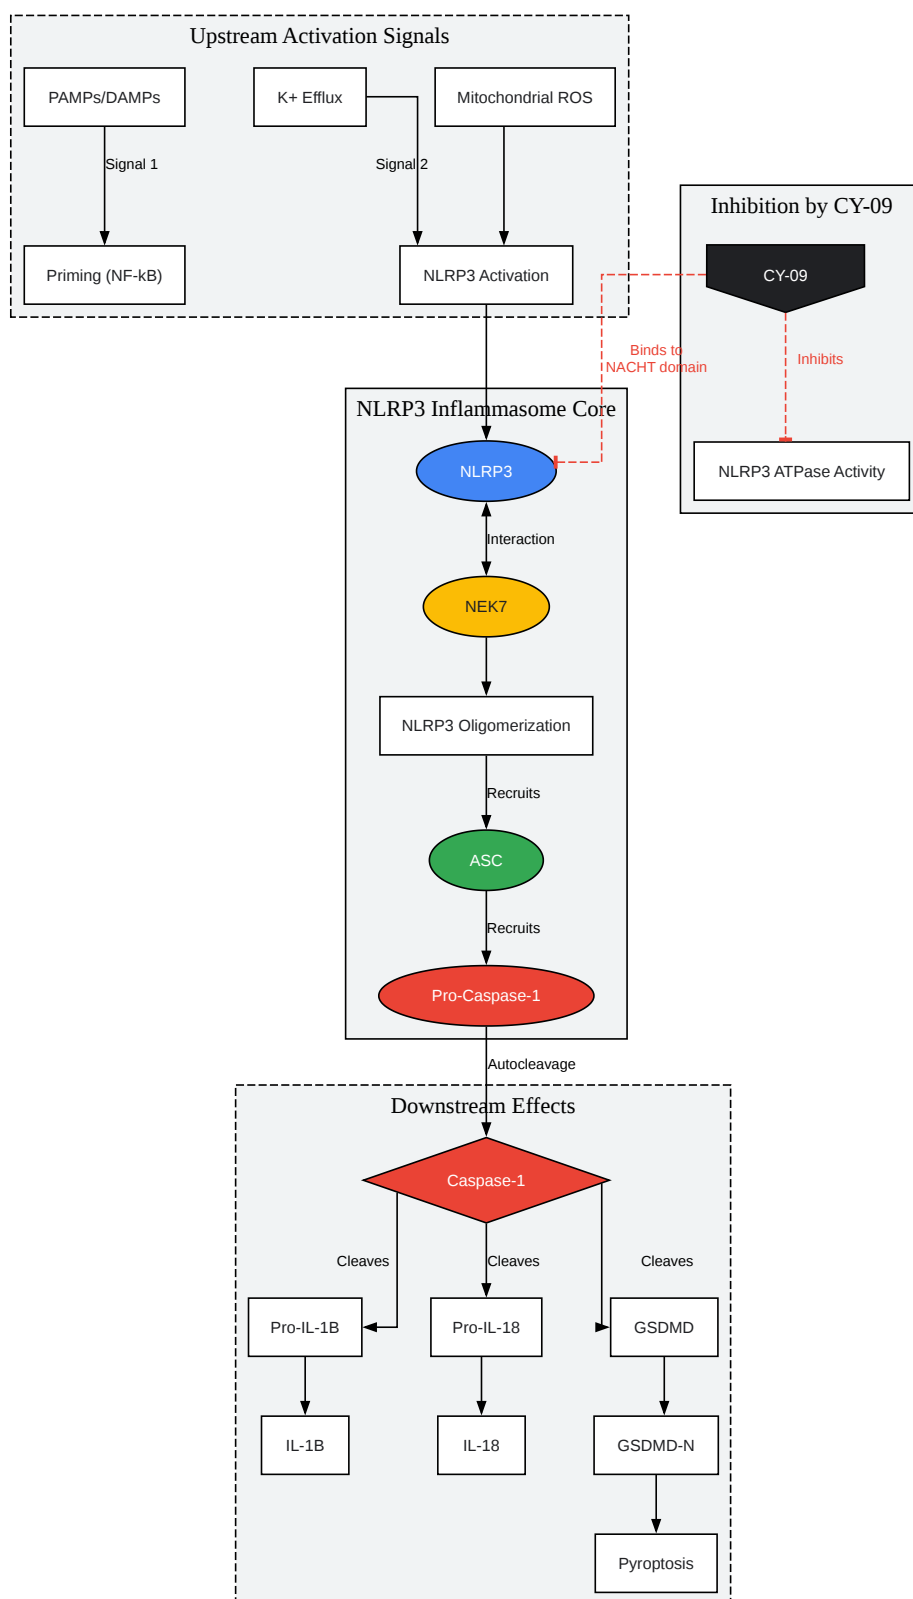 Upstream Activation Signals
PAMPs/DAMPs
K+ Efflux
Mitochondrial ROS
Signal 1
Signal 2
Priming (NF-kB)
NLRP3 Activation
Inhibition by CY-09
CY-09
Binds to
NACHT domain
Inhibits
NLRP3 ATPase Activity
NLRP3 Inflammasome Core
NLRP3
Interaction
NEK7
NLRP3 Oligomerization
Recruits
ASC
Recruits
Pro-Caspase-1
Autocleavage
Downstream Effects
Caspase-1
Cleaves
Cleaves
Cleaves
Pro-IL-1B
Pro-IL-18
GSDMD
IL-1B
IL-18
GSDMD-N
Pyroptosis